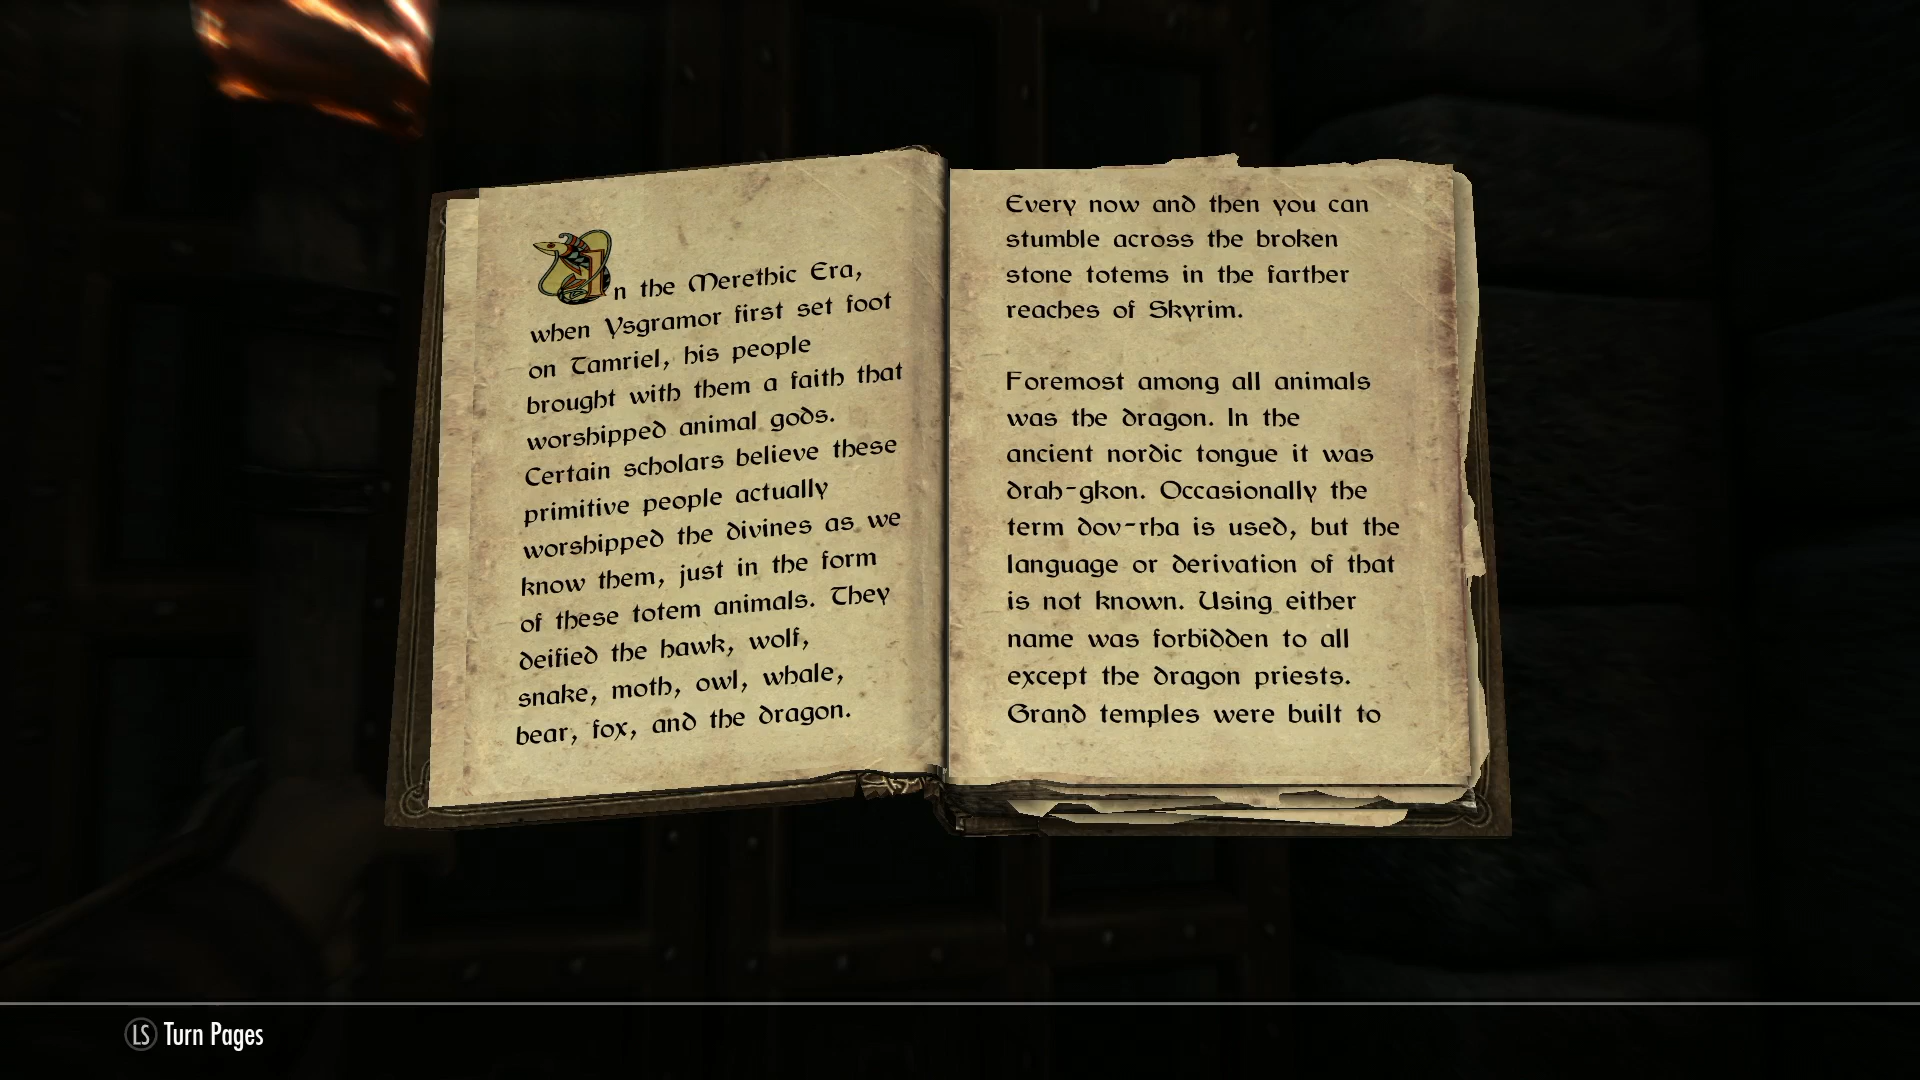 In the Merethic Era,
when Ysgramor first set foot
on Tamriel, his people
brought with them a faith that
worshipped animal gods.
Certain scholars believe these
primitive people actually
worshipped the divines as we
know them, just in the form
of these totem animals. They
deified the hawk, wolf,
snake, moth, owl, whale,
bear, fox, and the dragon.
Every now and then you can
stumble across the broken
stone totems in the farther
reaches of Skyrim.
Foremost among all animals
was the dragon. In the
ancient nordic tongue it was
drah-gkon. Occasionally the
term dov-rha is used, but the
language or derivation of that
is not known. Using either
name was forbidden to all
except the dragon priests.
Grand temples were built to
LS Turn Pages